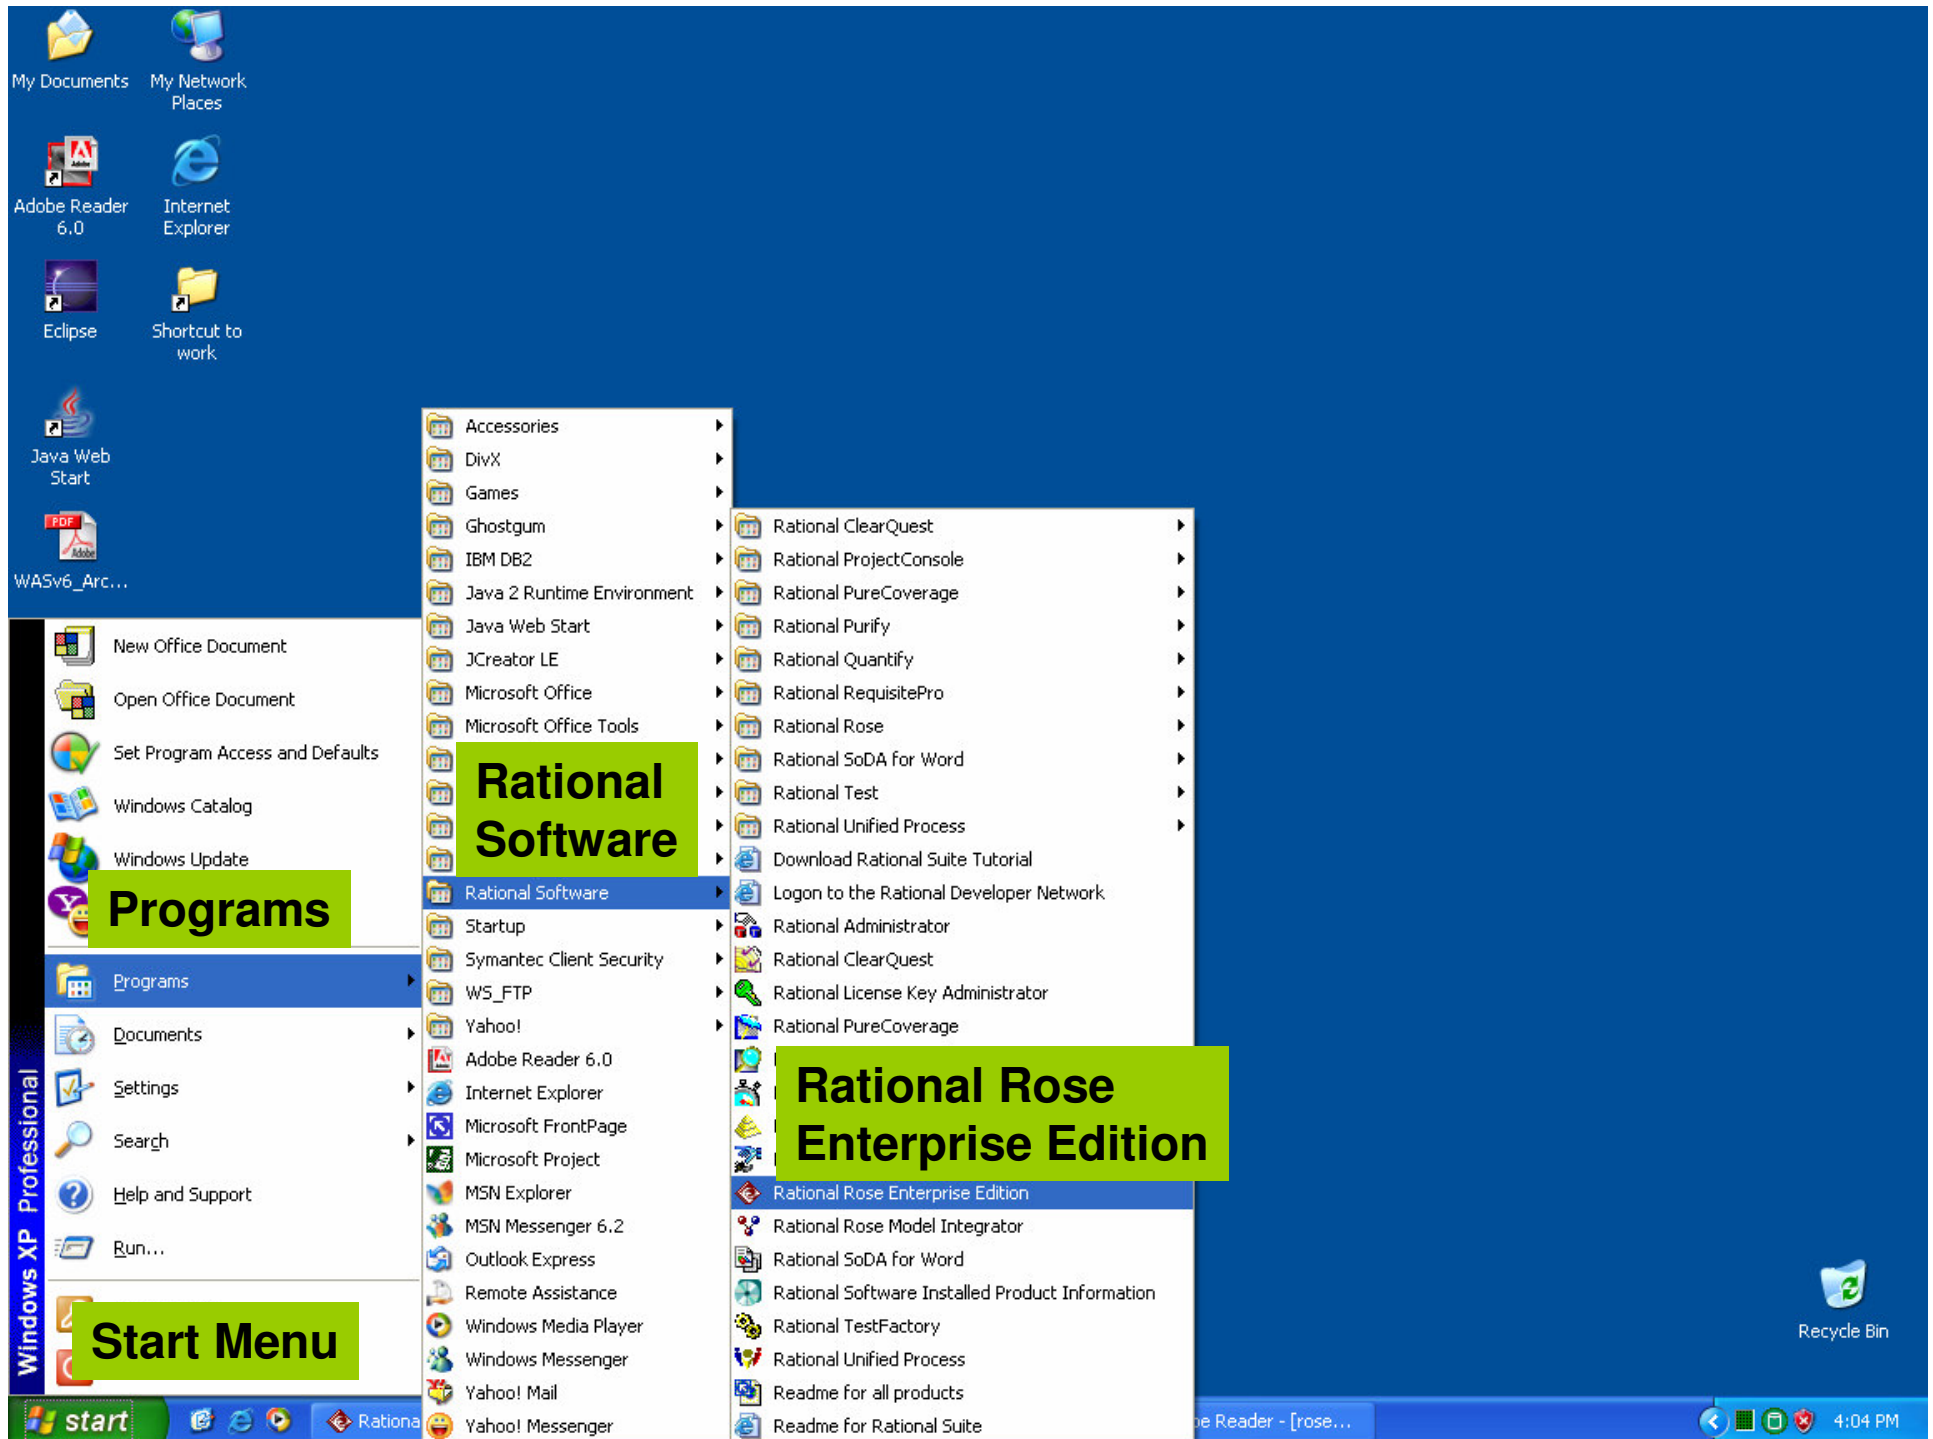 My Documents
My Network
Places
Adobe Reader
6.0
Internet
Explorer
Eclipse
Shortcut to
work
Java Web
Start
PDF
Adobe
WASv6_Arc...
New Office Document
Open Office Document
Set Program Access and Defaults
Windows Catalog
Windows Update
Programs
Programs
Documents
Settings
Search
Help and Support
Run...
Start Menu
Windows XP Professional
Accessories
DivX
Games
Ghostgum
IBM DB2
Java 2 Runtime Environment
Java Web Start
JCreator LE
Microsoft Office
Microsoft Office Tools
Rational
Software
Rational Software
Startup
Symantec Client Security
WS_FTP
Yahoo!
Adobe Reader 6.0
Internet Explorer
Microsoft FrontPage
Microsoft Project
MSN Explorer
MSN Messenger 6.2
Outlook Express
Remote Assistance
Windows Media Player
Windows Messenger
Yahoo! Mail
Yahoo! Messenger
Rational ClearQuest
Rational ProjectConsole
Rational PureCoverage
Rational Purify
Rational Quantify
Rational RequisitePro
Rational Rose
Rational SoDA for Word
Rational Test
Rational Unified Process
Download Rational Suite Tutorial
Logon to the Rational Developer Network
Rational Administrator
Rational ClearQuest
Rational License Key Administrator
Rational PureCoverage
Rational Rose
Enterprise Edition
Rational Rose Enterprise Edition
Rational Rose Model Integrator
Rational SoDA for Word
Rational Software Installed Product Information
Rational TestFactory
Rational Unified Process
Readme for all products
Readme for Rational Suite
Recycle Bin
start
Rationa
be Reader - [rose...
4:04 PM